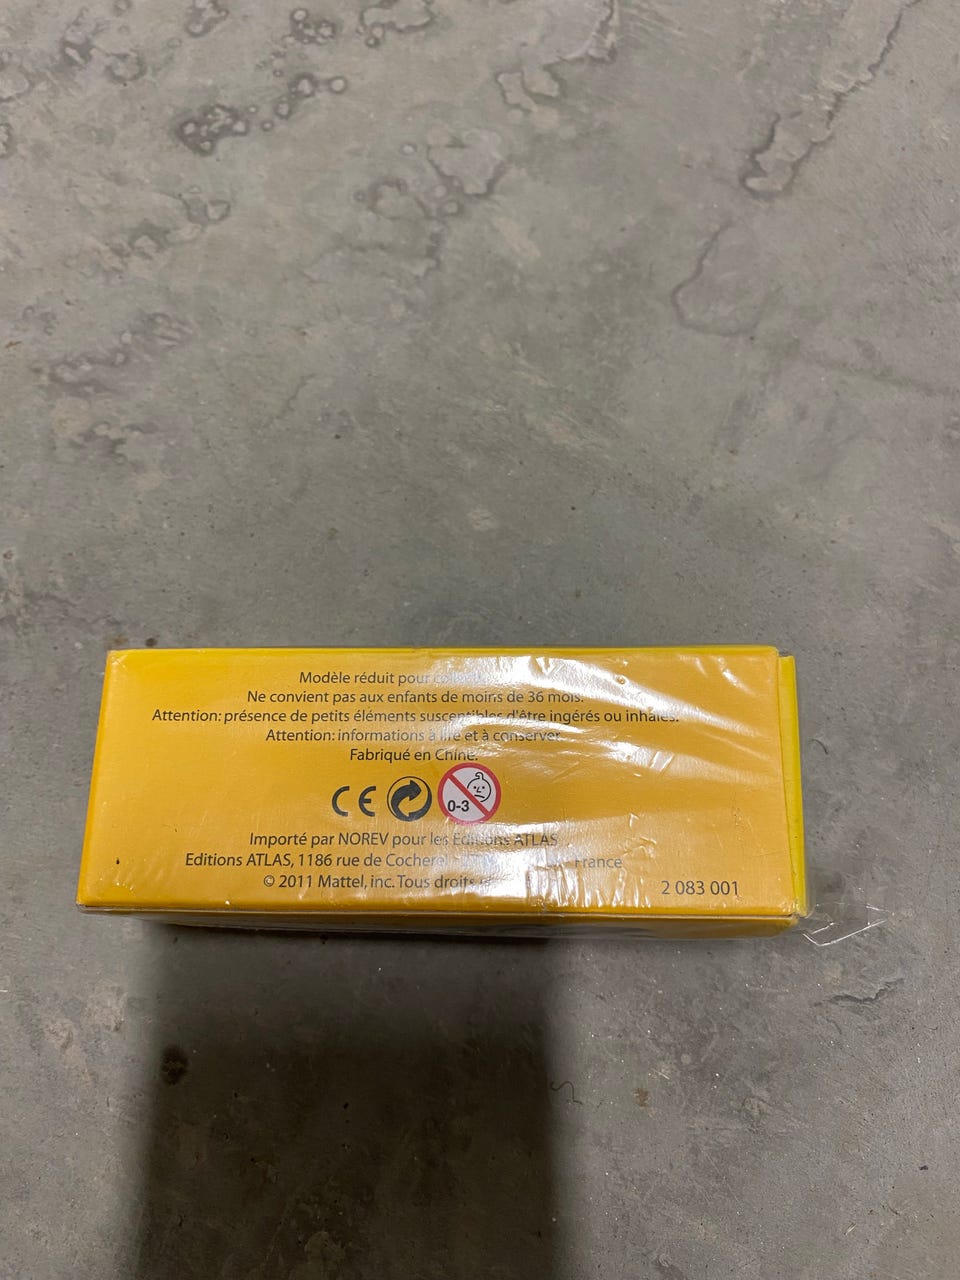 Modèle réduit pour
Ne convient pas aux enfants de moins de 36 mois.
Attention: présence de petits éléments susceptibles d'être ingérés ou inhalés.
Attention: informations à lire et à conserver.
Fabriqué en Chine.
CE
0-3
Importé par NOREV pour les Editions ATLAS
Editions ATLAS, 1186 rue de Cocherel - France
© 2011 Mattel, inc. Tous droits
2 083 001